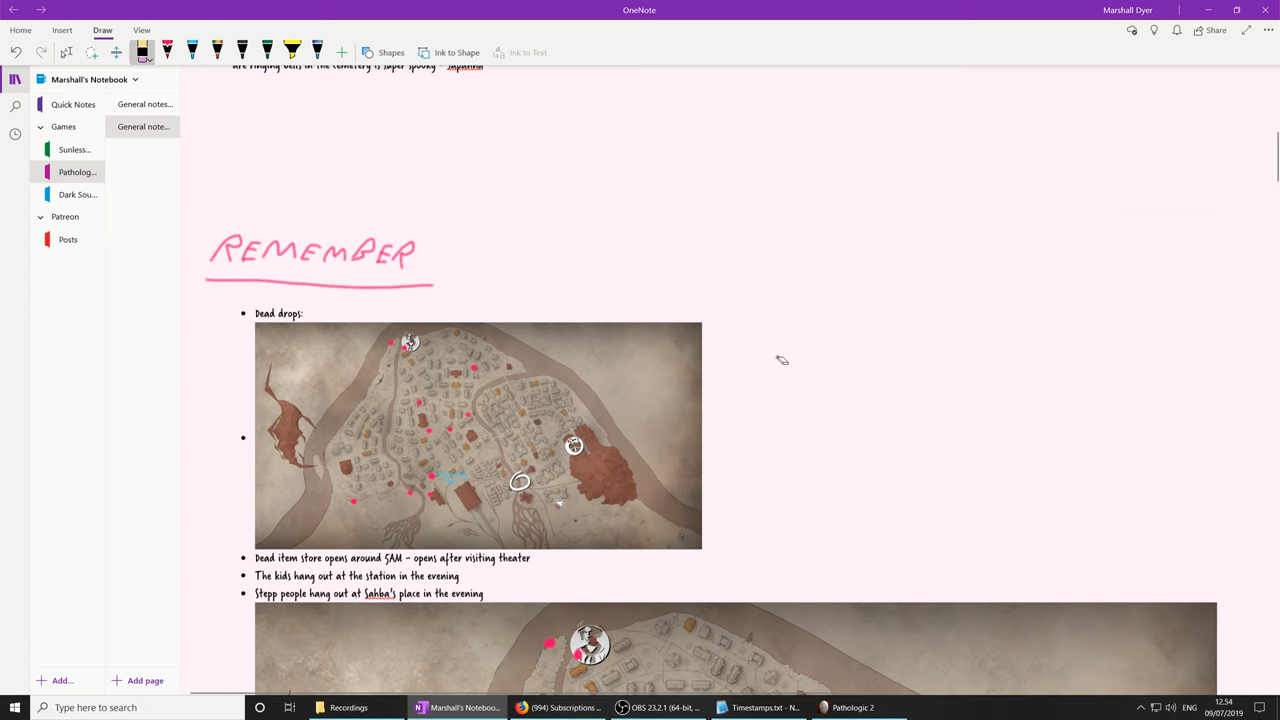 OneNote
Marshall Dyer
Home Insert Draw View
Share
Shapes Ink to Shape Ink to Text
are ringing bells in the cemetery is super spooky - Japanna
Marshall's Notebook
Quick Notes
General notes...
Games
General note...
Sunless...
Patholog...
Dark Sou...
Patreon
Posts
REMEMBER
Dead drops:
Dead item store opens around 5AM - opens after visiting theater
The kids hang out at the station in the evening
Stepp people hang out at Sahba's place in the evening
Add... Add page
Type here to search
Recordings
Marshall's Notebo...
(994) Subscriptions ...
OBS 23.2.1 (64-bit, ...
Timestamps.txt - N...
Pathologic 2
ENG
12.54
09/07/2019